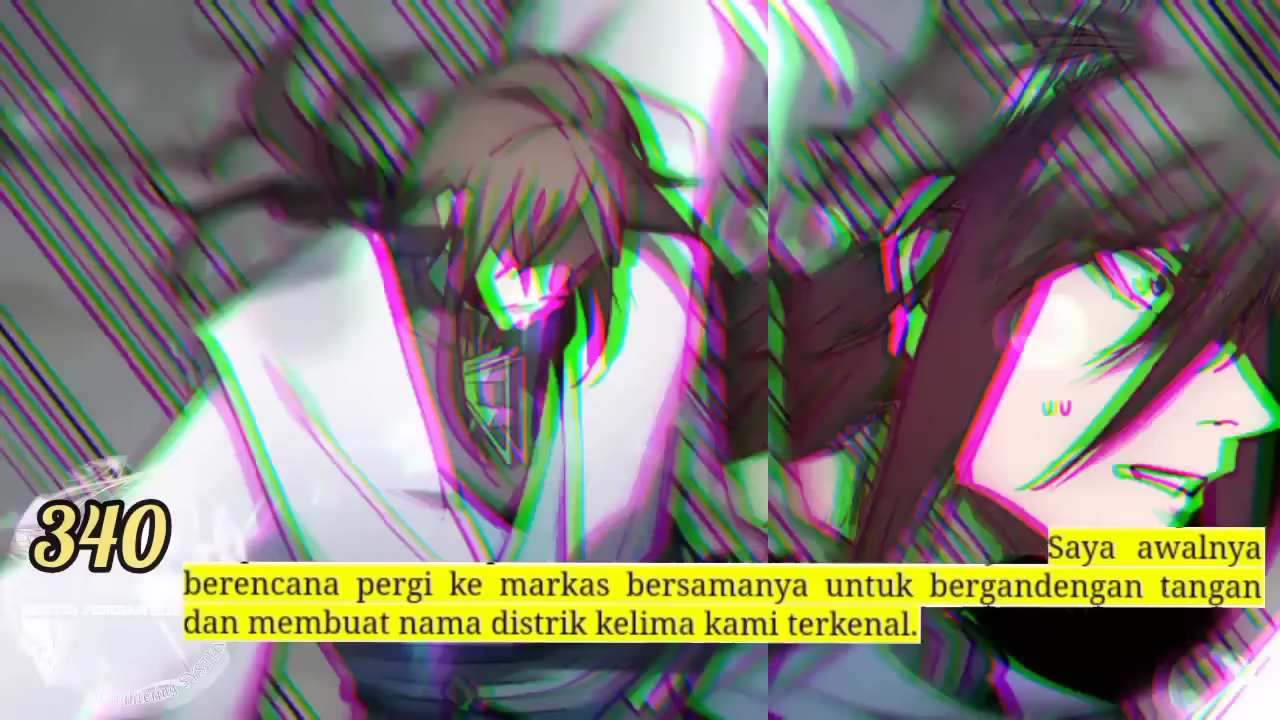 340
Saya awalnya
berencana pergi ke markas bersamanya untuk bergandengan tangan
dan membuat nama distrik kelima kami terkenal.